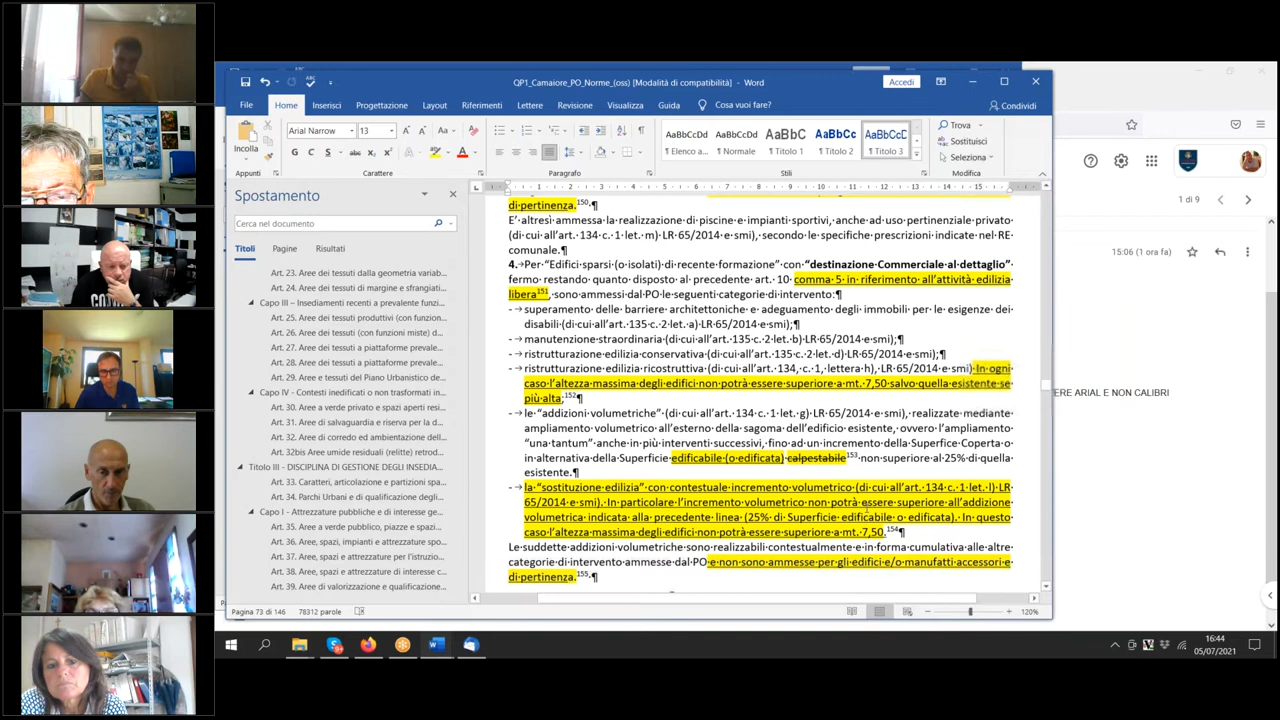 QP1_Camaiore_PO_Norme_(oss) [Modalità di compatibilità] - Word
Accedi
File Home Inserisci Progettazione Layout Riferimenti Lettere Revisione Visualizza Guida Cosa vuoi fare? Condividi
Incolla
Arial Narrow 13
G C S abc x₂ x²
AaBbCcDd AaBbCcDd AaBbC AaBbCc AaBbCcD
¶ Elenco a... ¶ Normale ¶ Titolo 1 ¶ Titolo 2 ¶ Titolo 3
Trova
Sostituisci
Seleziona
Appunti Carattere Paragrafo Stili Modifica
Spostamento
Cerca nel documento
Titoli Pagine Risultati
Art. 23. Aree dei tessuti dalla geometria variab...
Art. 24. Aree dei tessuti di margine e sfrangiati...
Capo III – Insediamenti recenti a prevalente funzi...
Art. 25. Aree dei tessuti produttivi (con funzion...
Art. 26. Aree dei tessuti (con funzioni miste) di...
Art. 27. Aree dei tessuti a piattaforme preval...
Art. 28. Aree dei tessuti a piattaforme preval...
Art. 29. Aree e tessuti del Piano Urbanistico de...
Capo IV – Contesti inedificati o non trasformati in...
Art. 30. Aree a verde privato e spazi aperti resi...
Art. 31. Aree di salvaguardia e riserva per la d...
Art. 32. Aree di corredo ed ambientazione dell...
Art. 32bis Aree umide residuali (relitte) retrod...
Titolo III - DISCIPLINA DI GESTIONE DEGLI INSEDIA...
Art. 33. Caratteri, articolazione e partizioni spa...
Art. 34. Parchi Urbani e di qualificazione degli...
Capo I - Attrezzature pubbliche e di interesse ge...
Art. 35. Aree a verde pubblico, piazze e spazi...
Art. 36. Aree, spazi, impianti e attrezzature spo...
Art. 37. Aree, spazi e attrezzature per l'istruzio...
Art. 38. Aree, spazi e attrezzature di interesse c...
Art. 39. Aree di valorizzazione e qualificazione...
di pertinenza.150.¶
E' altresì ammessa la realizzazione di piscine e impianti sportivi, anche ad uso pertinenziale privato
(di cui all'art. 134 c. 1 let. m) LR 65/2014 e smi), secondo le specifiche prescrizioni indicate nel RE
comunale.¶
4.→Per "Edifici sparsi (o isolati) di recente formazione" con "destinazione Commerciale al dettaglio"
fermo restando quanto disposto al precedente art. 10 comma 5 in riferimento all'attività edilizia
libera151, sono ammessi dal PO le seguenti categorie di intervento:¶
-→superamento delle barriere architettoniche e adeguamento degli immobili per le esigenze dei
disabili (di cui all'art. 135 c. 2 let. a) LR 65/2014 e smi);¶
-→manutenzione straordinaria (di cui all'art. 135 c. 2 let. b) LR 65/2014 e smi);¶
-→ristrutturazione edilizia conservativa (di cui all'art. 135 c. 2 let. d) LR 65/2014 e smi);¶
-→ristrutturazione edilizia ricostruttiva (di cui all'art. 134, c. 1, lettera h), LR 65/2014 e smi) In ogni
caso l'altezza massima degli edifici non potrà essere superiore a mt. 7,50 salvo quella esistente se
più alta;152¶
-→le "addizioni volumetriche" (di cui all'art. 134 c. 1 let. g) LR 65/2014 e smi), realizzate mediante
ampliamento volumetrico all'esterno della sagoma dell'edificio esistente, ovvero l'ampliamento
"una tantum" anche in più interventi successivi, fino ad un incremento della Superfice Coperta o
in alternativa della Superficie edificabile (o edificata) calpestabile153 non superiore al 25% di quella
esistente.¶
-→la "sostituzione edilizia" con contestuale incremento volumetrico (di cui all'art. 134 c. 1 let. l) LR
65/2014 e smi). In particolare l'incremento volumetrico non potrà essere superiore all'addizione
volumetrica indicata alla precedente linea (25% di Superficie edificabile o edificata). In questo
caso l'altezza massima degli edifici non potrà essere superiore a mt. 7,50.154¶
Le suddette addizioni volumetriche sono realizzabili contestualmente e in forma cumulativa alle altre
categorie di intervento ammesse dal PO e non sono ammesse per gli edifici e/o manufatti accessori e
di pertinenza.155.¶
Pagina 73 di 146 78312 parole 120%
1 di 9
15:06 (1 ora fa)
ERE ARIAL E NON CALIBRI
16:44
05/07/2021